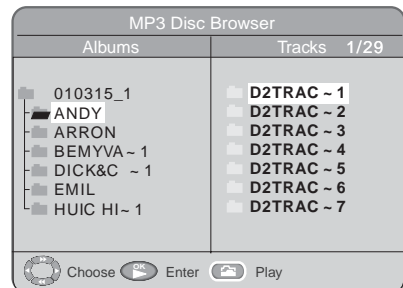 MP3 Disc Browser
Albums
Tracks 1/29
010315_1
ANDY
ARRON
BEMYVA~ 1
DICK&C ~ 1
EMIL
HUIC HI~ 1
D2TRAC ~ 1
D2TRAC ~ 2
D2TRAC ~ 3
D2TRAC ~ 4
D2TRAC ~ 5
D2TRAC ~ 6
D2TRAC ~ 7
Choose OK Enter Play